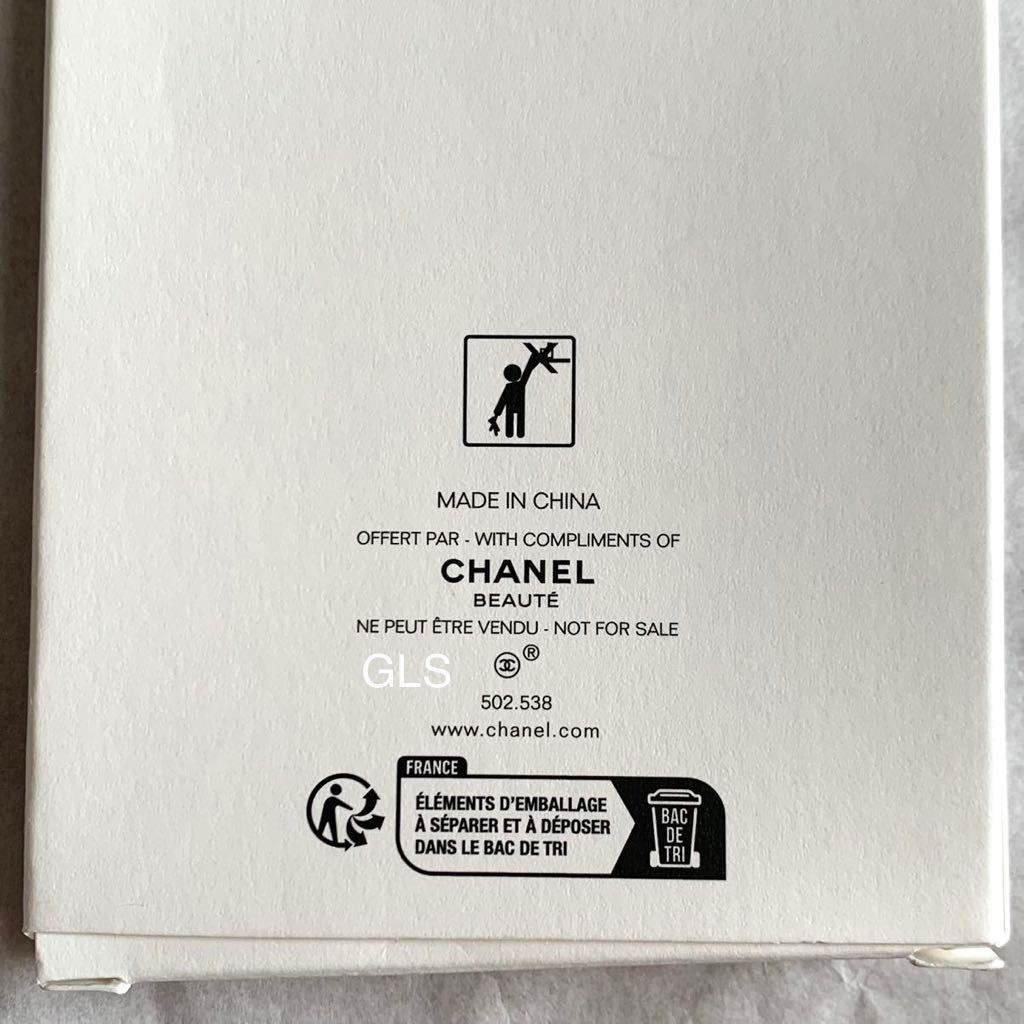 MADE IN CHINA
OFFERT PAR - WITH COMPLIMENTS OF
CHANEL
BEAUTÉ
NE PEUT ÊTRE VENDU - NOT FOR SALE
GLS ®
502.538
www.chanel.com
FRANCE
ÉLÉMENTS D'EMBALLAGE
À SÉPARER ET À DÉPOSER
DANS LE BAC DE TRI
BAC
DE
TRI